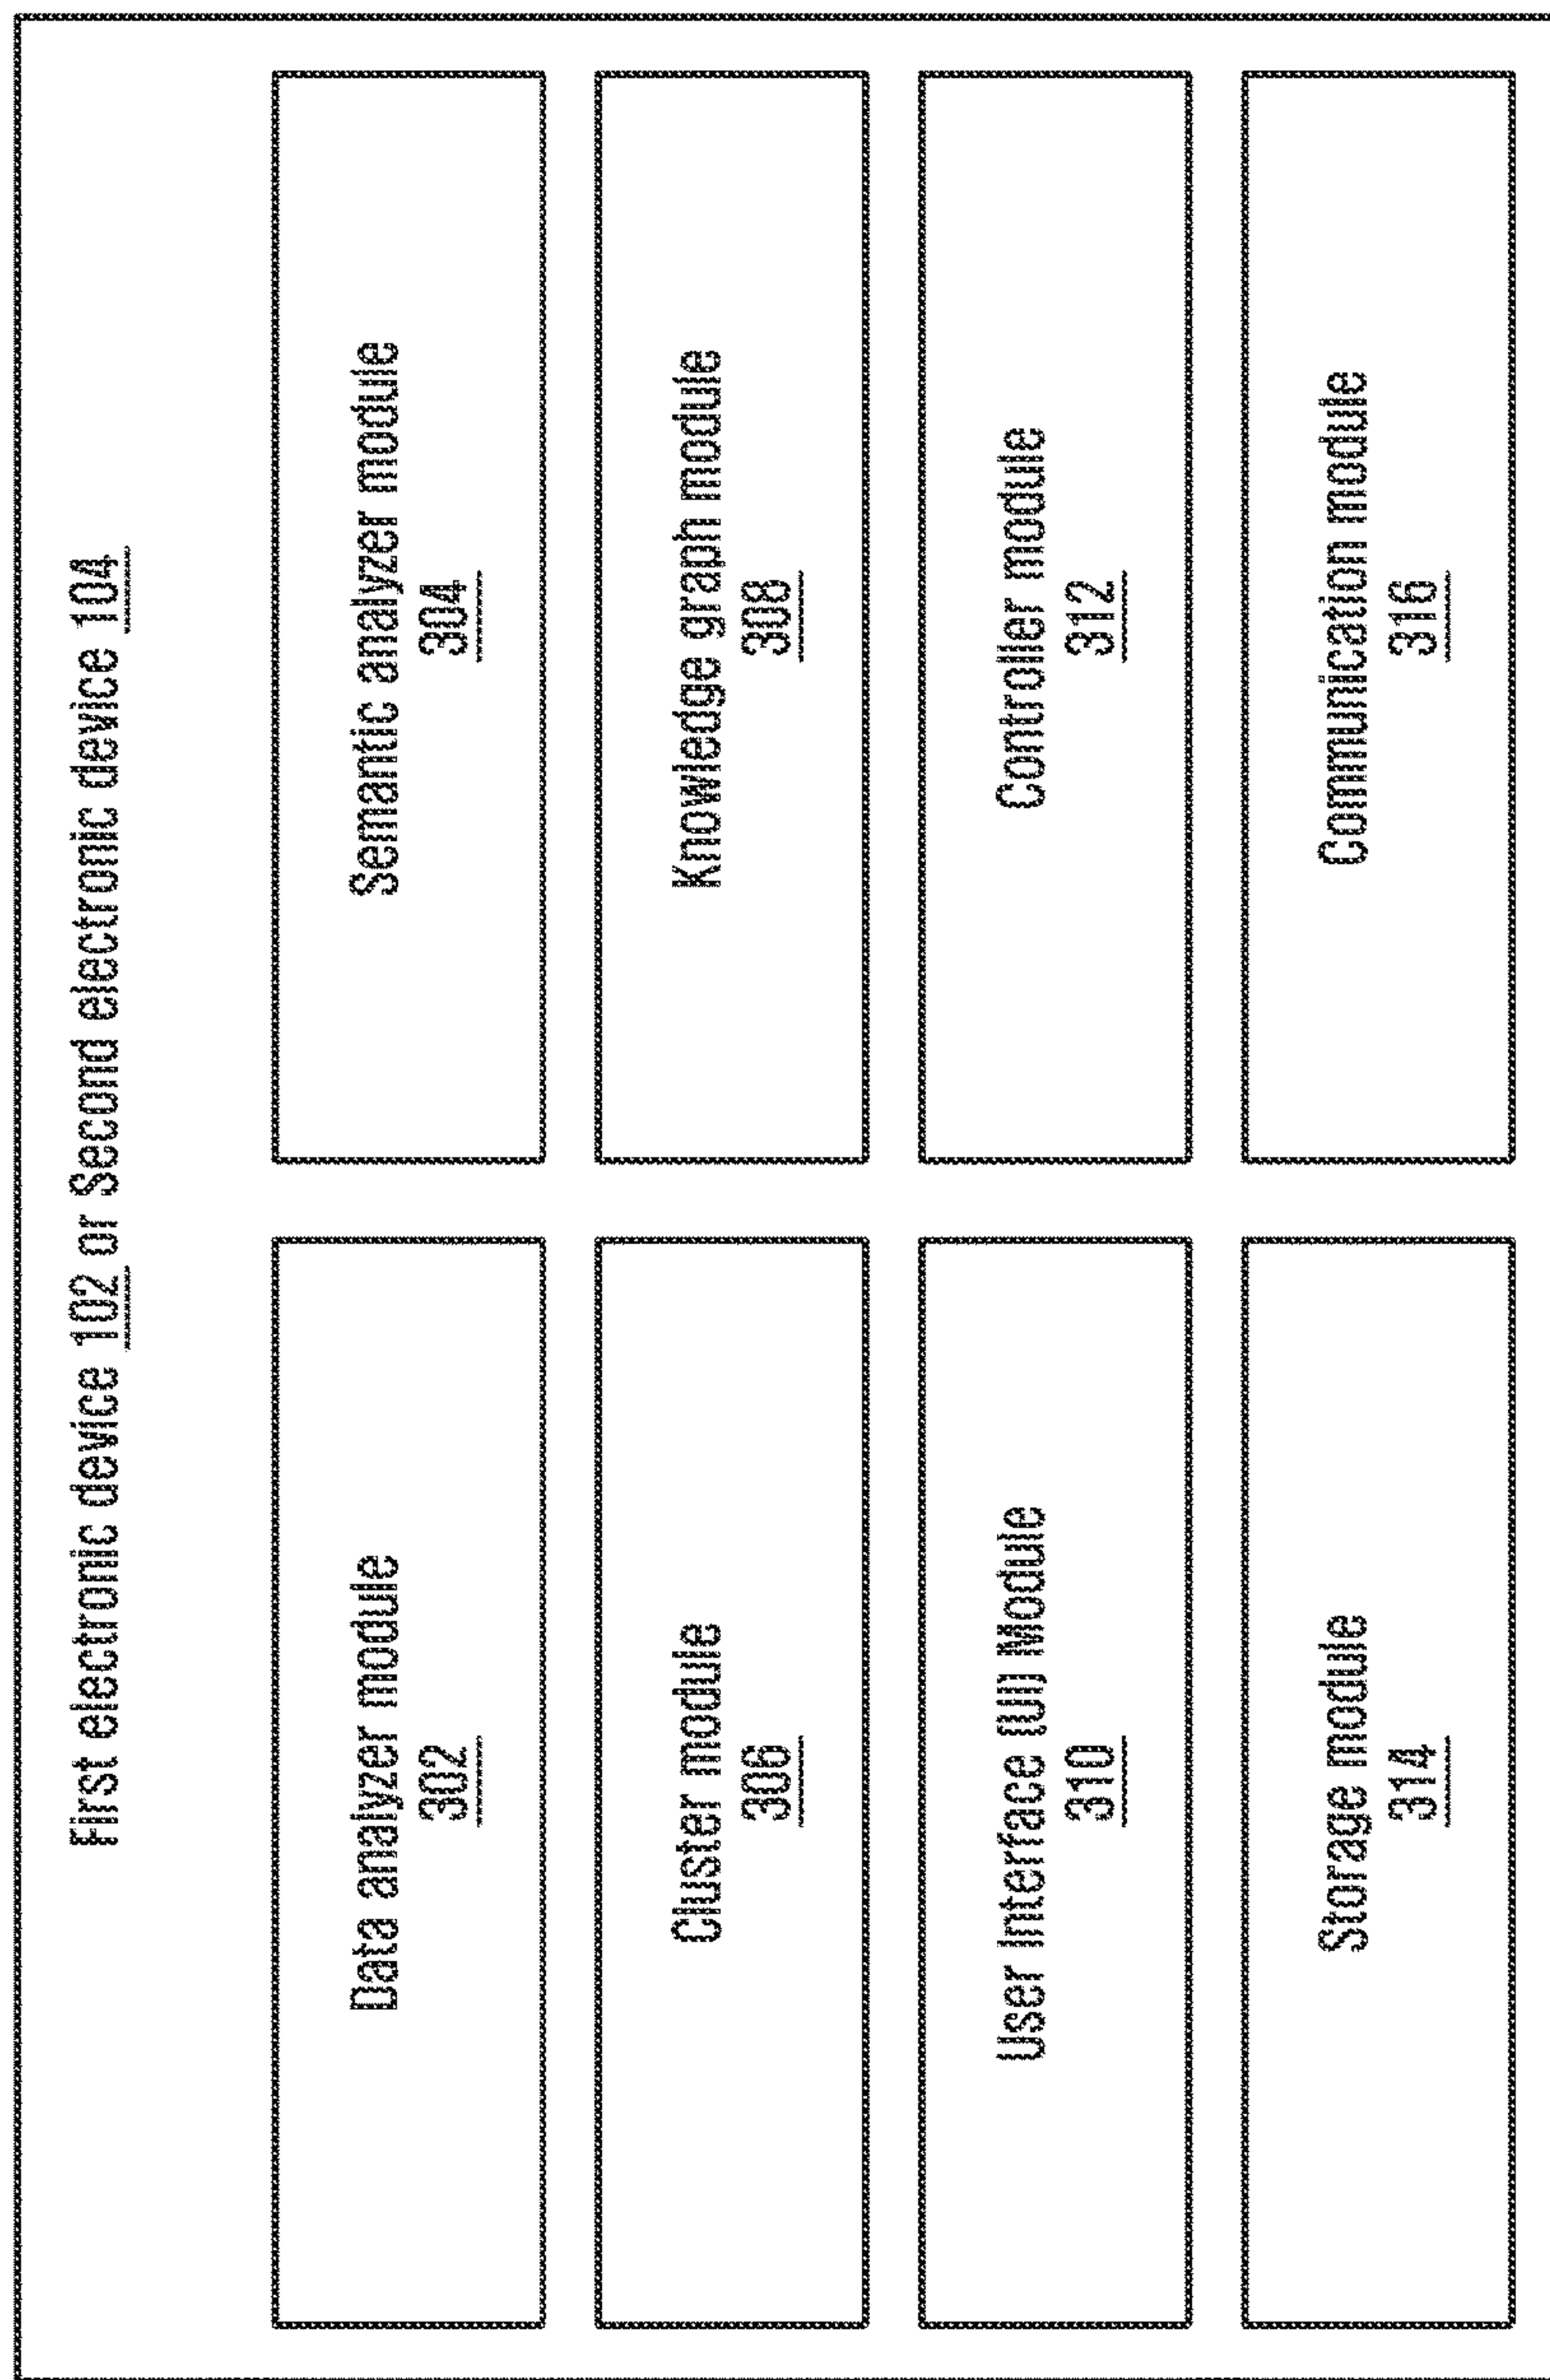 First electronic device 102 or Second electronic device 104
Data analyzer module
302
Semantic analyzer module
304
Cluster module
306
Knowledge graph module
308
User Interface (UI) Module
310
Controller module
312
Storage module
314
Communication module
316